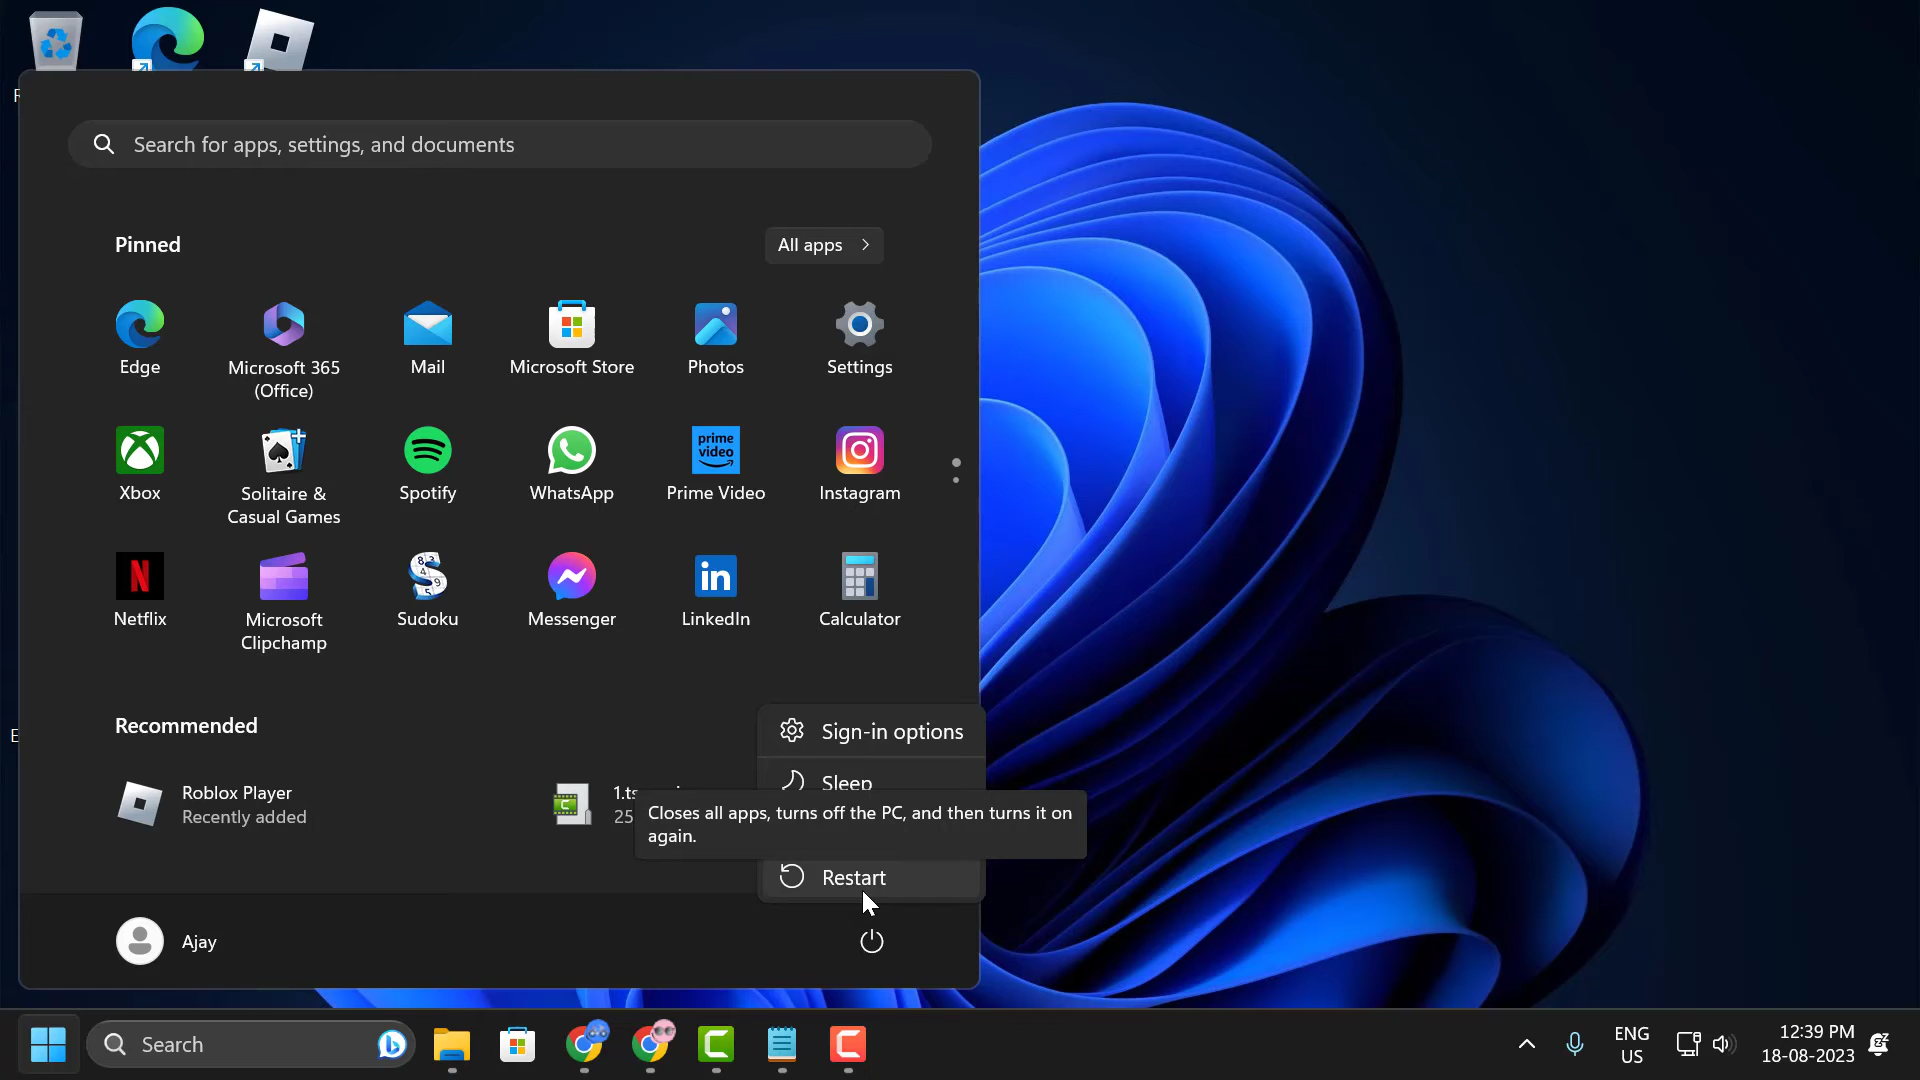 Search for apps, settings, and documents
Pinned
All apps
Edge
Microsoft 365
(Office)
Mail
Microsoft Store
Photos
Settings
Xbox
Solitaire &
Casual Games
Spotify
WhatsApp
prime
video
Prime Video
Instagram
Netflix
Microsoft
Clipchamp
Sudoku
Messenger
in
LinkedIn
Calculator
Recommended
Sign-in options
Sleep
Roblox Player
Recently added
1.ts
25
Closes all apps, turns off the PC, and then turns it on
again.
Restart
Ajay
Search
ENG
US
12:39 PM
18-08-2023